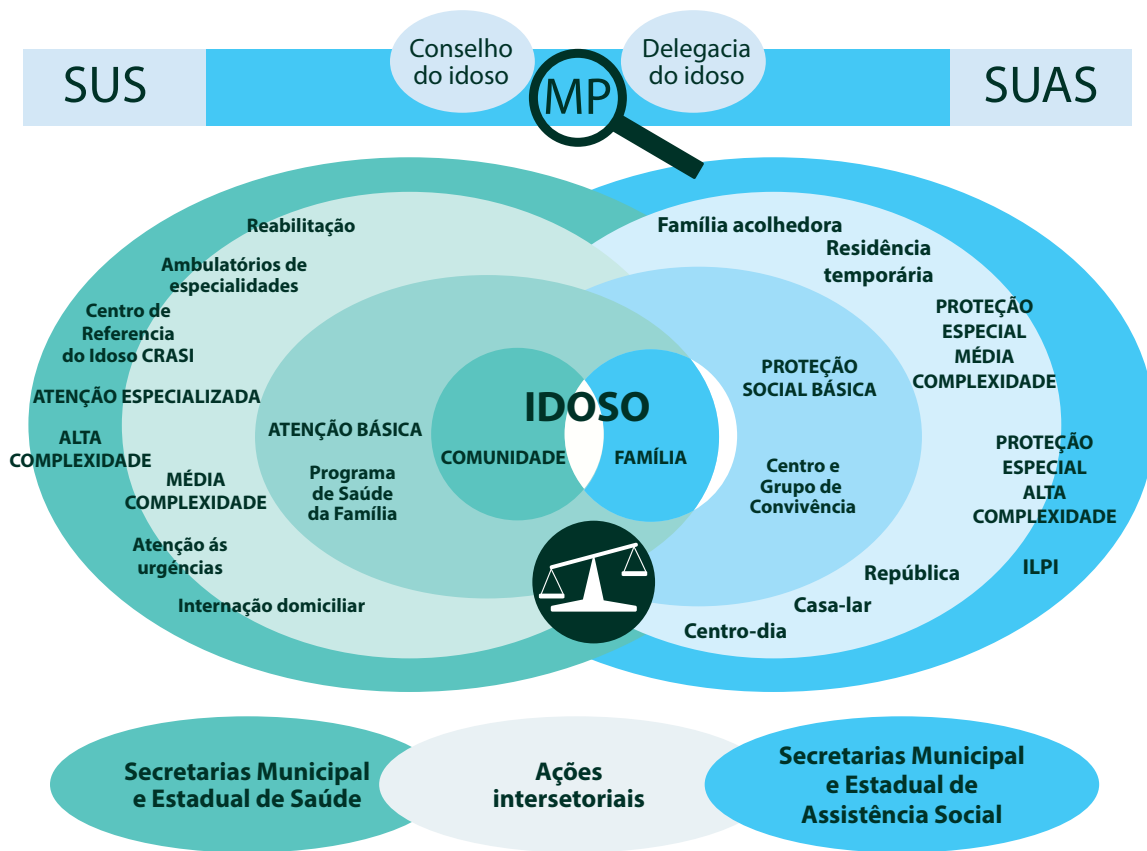 SUS
Conselho
do idoso
MP
Delegacia
do idoso
SUAS
Reabilitação
Ambulatórios de
especialidades
Centro de
Referencia
do Idoso CRASI
ATENÇÃO ESPECIALIZADA
ALTA
COMPLEXIDADE
MÉDIA
COMPLEXIDADE
Atenção ás
urgéncias
Internação domiciliar
ATENÇÃO BÁSICA
Programa
de Saúde
da Família
IDOSO
COMUNIDADE
FAMÍLIA
PROTEÇÃO
SOCIAL BÁSICA
Centro e
Grupo de
Convivência
Família acolhedora
Residência
temporária
PROTEÇÃO
ESPECIAL
MÉDIA
COMPLEXIDADE
PROTEÇÃO
ESPECIAL
ALTA
COMPLEXIDADE
ILPI
República
Casa-lar
Centro-dia
Secretarias Municipal
e Estadual de Saúde
Ações
intersetoriais
Secretarias Municipal
e Estadual de
Assistência Social